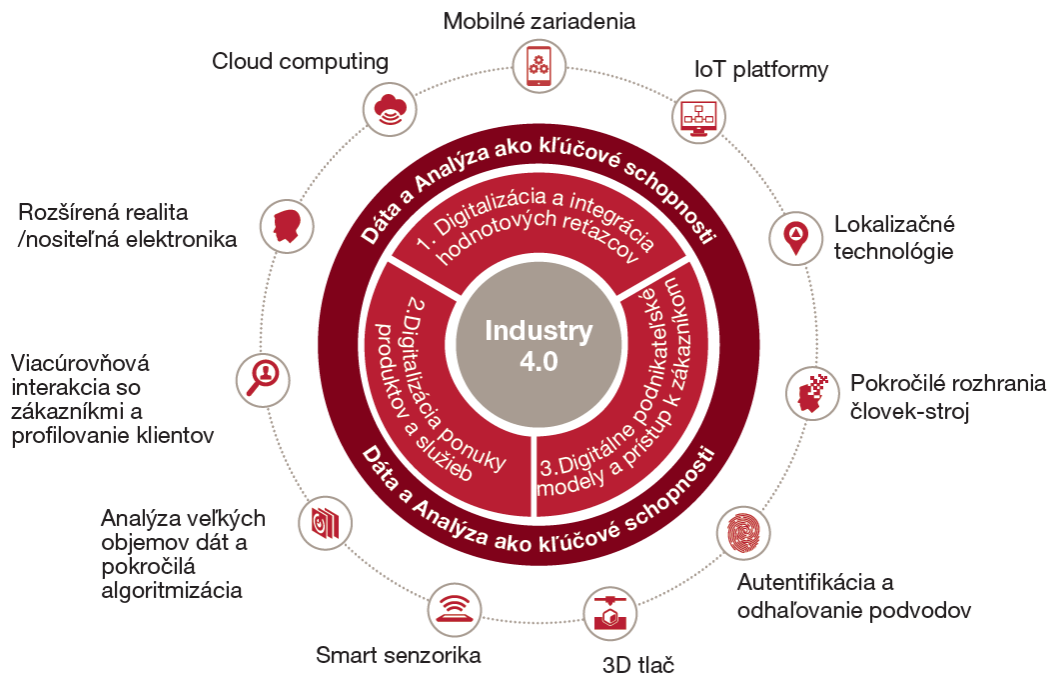 Mobilné zariadenia
Cloud computing
IoT platformy
Rozšírená realita
/nositeľná elektronika
Lokalizačné
technológie
Viacúrovňová
interakcia so
zákazníkmi a
profilovanie klientov
Pokročilé rozhrania
človek-stroj
Analýza veľkých
objemov dát a
pokročilá
algoritmizácia
Autentifikácia a
odhaľovanie podvodov
Smart senzorika
3D tlač
Dáta a Analýza ako kľúčové schopnosti
1. Digitalizácia a integrácia
hodnotových reťazcov
2.Digitalizácia ponuky
produktov a služieb
3.Digitálne podnikateľské
modely a prístup k zákazníkom
Industry
4.0
Dáta a Analýza ako kľúčové schopnosti